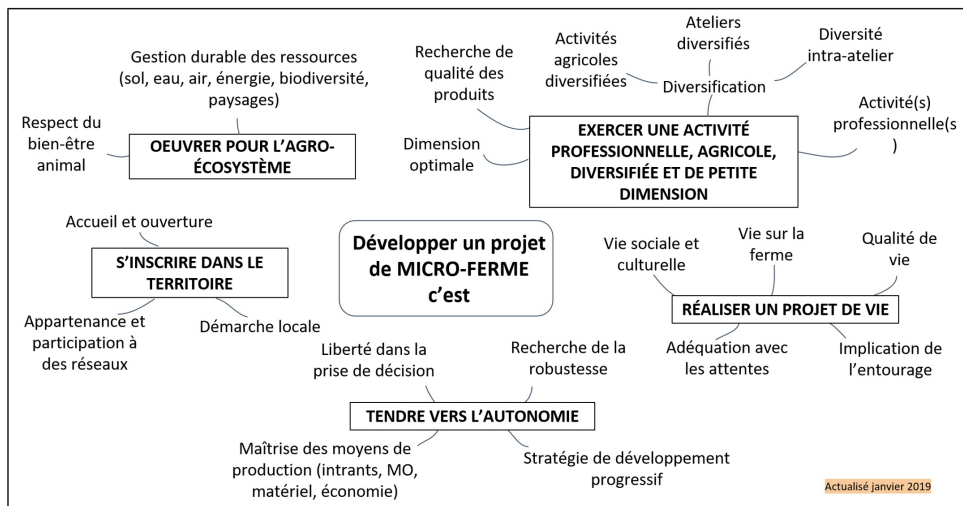 Gestion durable des ressources
(sol, eau, air, énergie, biodiversité,
paysages)
Respect du
bien-être
animal
OEUVRER POUR L’AGRO-
ÉCOSYSTÈME
Recherche de
qualité des
produits
Dimension
optimale
Activités
agricoles
diversifiées
Ateliers
diversifiés
Diversification
Diversité
intra-atelier
Activité(s)
professionnelle(s
)
EXERCER UNE ACTIVITÉ
PROFESSIONNELLE, AGRICOLE,
DIVERSIFIÉE ET DE PETITE
DIMENSION
Accueil et ouverture
S’INSCRIRE DANS LE
TERRITOIRE
Appartenance et
participation à
des réseaux
Démarche locale
Développer un projet
de MICRO-FERME
c’est
Vie sociale et
culturelle
Vie sur la
ferme
Qualité de
vie
RÉALISER UN PROJET DE VIE
Adéquation avec
les attentes
Implication de
l’entourage
Liberté dans la
prise de décision
Recherche de la
robustesse
TENDRE VERS L’AUTONOMIE
Maîtrise des moyens de
production (intrants, MO,
matériel, économie)
Stratégie de développement
progressif
Actualisé janvier 2019